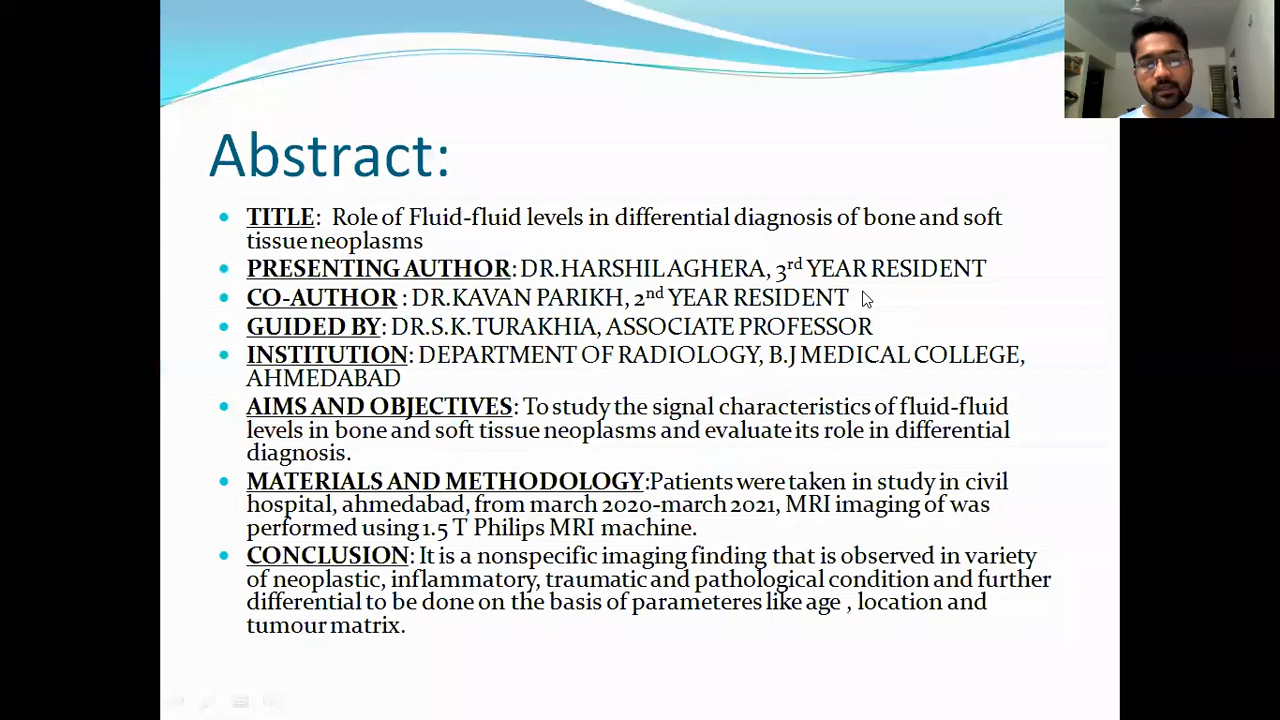 Abstract:
TITLE: Role of Fluid-fluid levels in differential diagnosis of bone and soft
tissue neoplasms
PRESENTING AUTHOR: DR.HARSHIL AGHERA, 3rd YEAR RESIDENT
CO-AUTHOR : DR.KAVAN PARIKH, 2nd YEAR RESIDENT
GUIDED BY: DR.S.K.TURAKHIA, ASSOCIATE PROFESSOR
INSTITUTION: DEPARTMENT OF RADIOLOGY, B.J MEDICAL COLLEGE,
AHMEDABAD
AIMS AND OBJECTIVES: To study the signal characteristics of fluid-fluid
levels in bone and soft tissue neoplasms and evaluate its role in differential
diagnosis.
MATERIALS AND METHODOLOGY:Patients were taken in study in civil
hospital, ahmedabad, from march 2020-march 2021, MRI imaging of was
performed using 1.5 T Philips MRI machine.
CONCLUSION: It is a nonspecific imaging finding that is observed in variety
of neoplastic, inflammatory, traumatic and pathological condition and further
differential to be done on the basis of parameteres like age , location and
tumour matrix.